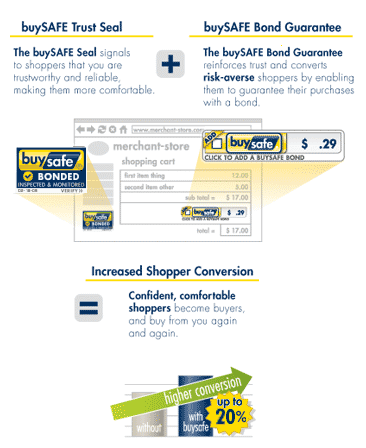 buySAFE Trust Seal
The buySAFE Seal signals
to shoppers that you are
trustworthy and reliable,
making them more comfortable.
+
buySAFE Bond Guarantee
The buySAFE Bond Guarantee
reinforces trust and converts
risk-averse shoppers by enabling
them to guarantee their purchases
with a bond.
www.merchant-store.com
merchant-store
shopping cart
first item thing 12.00
second item other 5.00
sub total = $ 17.00
buysafe $ .29
total = $ 17.00
buysafe
BONDED
buysafe
BONDED
INSPECTED & MONITORED
VERIFY
ADD buysafe $ .29
CLICK TO ADD A BUYSAFE BOND
Increased Shopper Conversion
=
Confident, comfortable
shoppers become buyers,
and buy from you again
and again.
higher conversion
without
with
buysafe
up to
20%